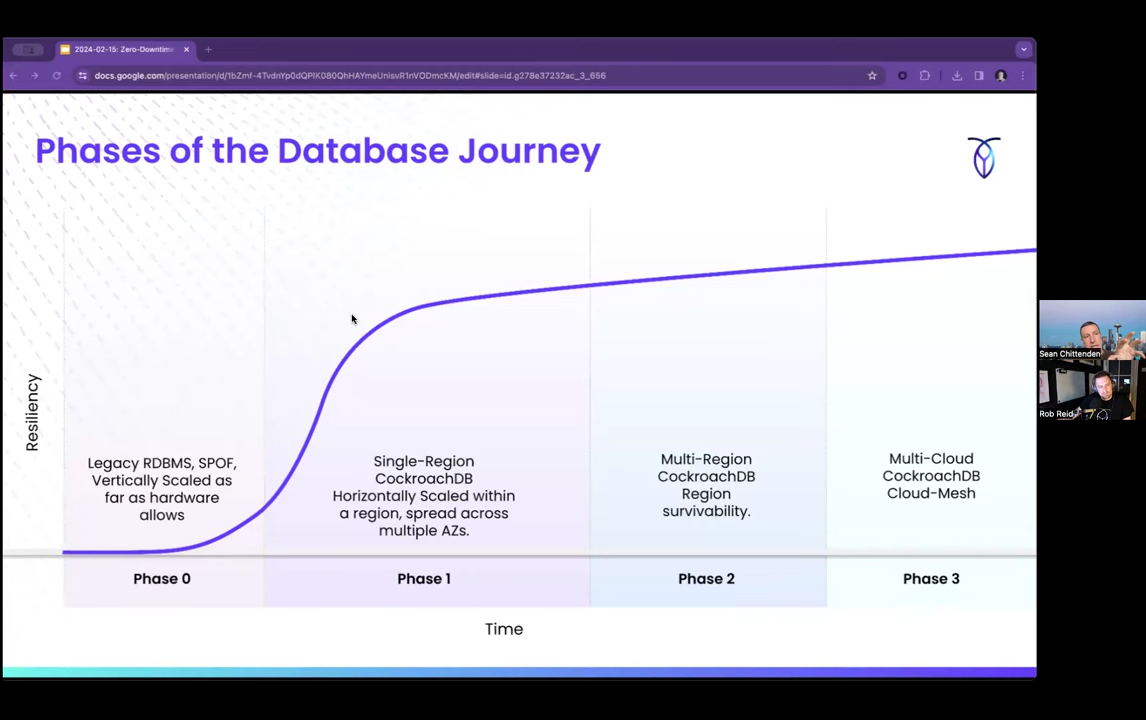 2024-02-15: Zero-Downtim
docs.google.com/presentation/d/1bZmf-4TvdnYp0dQPIK080QhHAYmeUnisvR1nVODmcKM/edit#slide=id.g278e37232ac_3_656
Phases of the Database Journey
Resiliency
Legacy RDBMS, SPOF,
Vertically Scaled as
far as hardware
allows
Single-Region
CockroachDB
Horizontally Scaled within
a region, spread across
multiple AZs.
Multi-Region
CockroachDB
Region
survivability.
Multi-Cloud
CockroachDB
Cloud-Mesh
Phase 0
Phase 1
Phase 2
Phase 3
Time
Sean Chittenden
Rob Reid